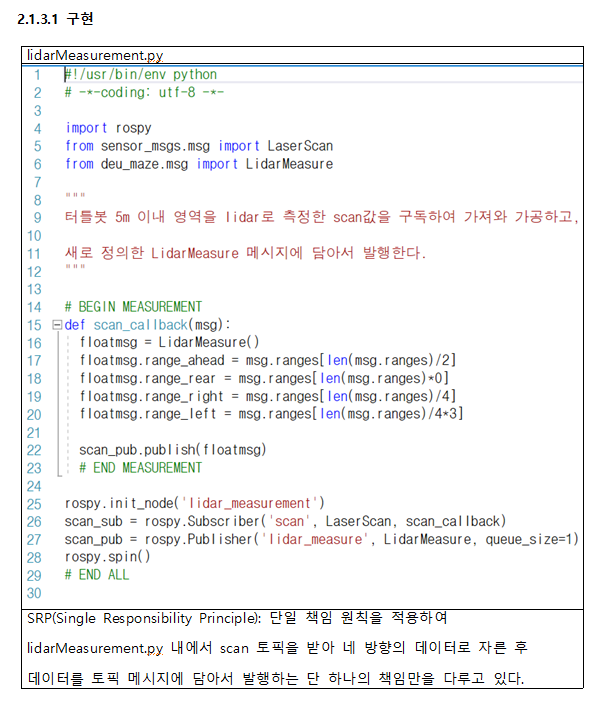 2.1.3.1 구현
lidarMeasurement.py
1 #!/usr/bin/env python
2 # -*-coding: utf-8 -*-
3
4 import rospy
5 from sensor_msgs.msg import LaserScan
6 from deu_maze.msg import LidarMeasure
7
8 """
9 터틀봇 5m 이내 영역을 lidar로 측정한 scan값을 구독하여 가져와 가공하고,
10
11 새로 정의한 LidarMeasure 메시지에 담아서 발행한다.
12 """
13
14 # BEGIN MEASUREMENT
15 def scan_callback(msg):
16 floatmsg = LidarMeasure()
17 floatmsg.range_ahead = msg.ranges[len(msg.ranges)/2]
18 floatmsg.range_rear = msg.ranges[len(msg.ranges)*0]
19 floatmsg.range_right = msg.ranges[len(msg.ranges)/4]
20 floatmsg.range_left = msg.ranges[len(msg.ranges)/4*3]
21
22 scan_pub.publish(floatmsg)
23 # END MEASUREMENT
24
25 rospy.init_node('lidar_measurement')
26 scan_sub = rospy.Subscriber('scan', LaserScan, scan_callback)
27 scan_pub = rospy.Publisher('lidar_measure', LidarMeasure, queue_size=1)
28 rospy.spin()
29 # END ALL
30
SRP(Single Responsibility Principle): 단일 책임 원칙을 적용하여
lidarMeasurement.py 내에서 scan 토픽을 받아 네 방향의 데이터로 자른 후
데이터를 토픽 메시지에 담아서 발행하는 단 하나의 책임만을 다루고 있다.